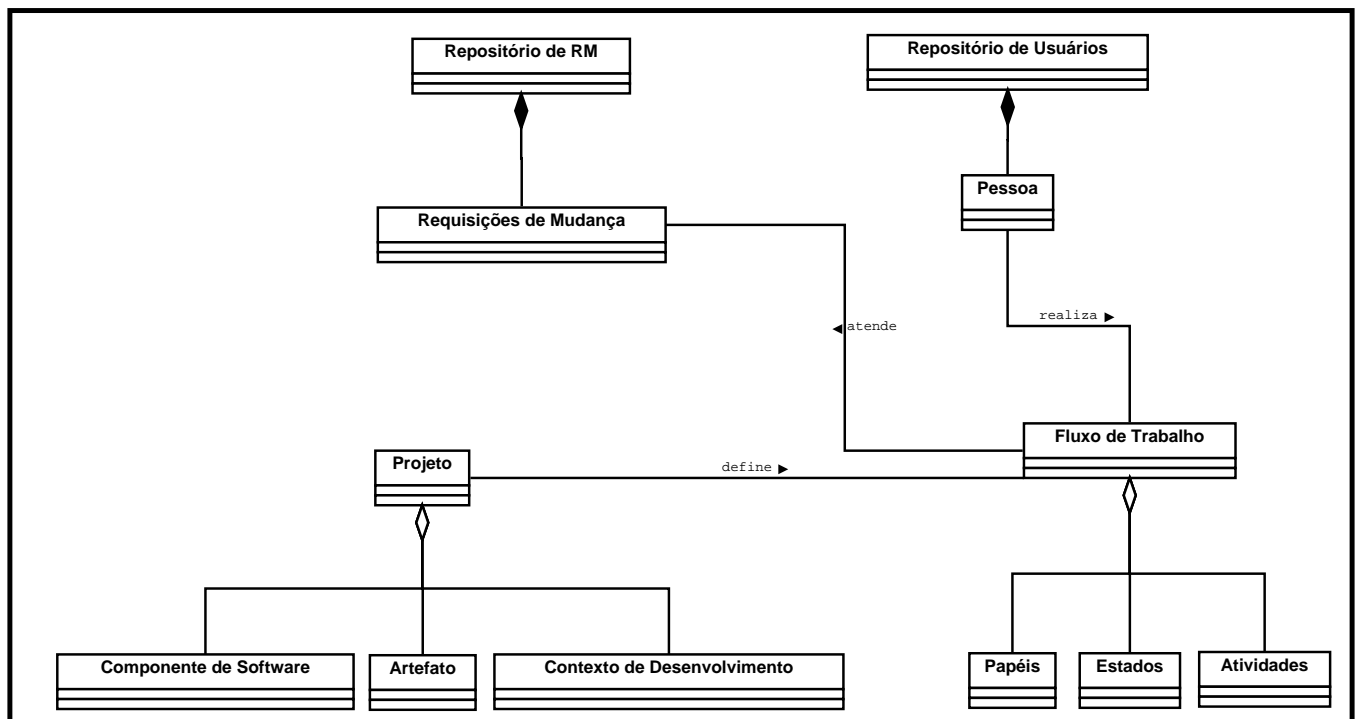 Repositório de RM
Repositório de Usuários
Pessoa
Requisições de Mudança
realiza
atende
Fluxo de Trabalho
Projeto
define
Componente de Software
Artefato
Contexto de Desenvolvimento
Papéis
Estados
Atividades